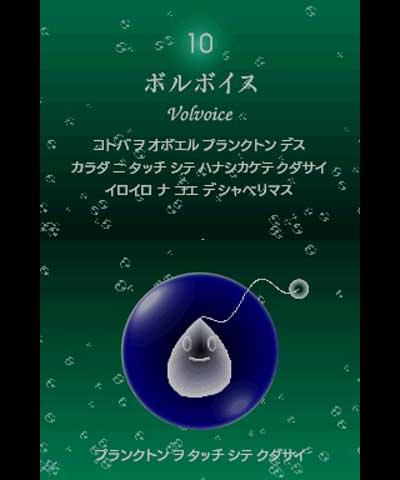 10
ボルボイヌ
Volvoice
コトバ ヲ オボエル プランクトン デス
カラダ ニ タッチ シテ ハナシカケテ クダサイ
イロイロ ナ コエ デ シャベリマス
プランクトン ヲ タッチ シテ クダサイ